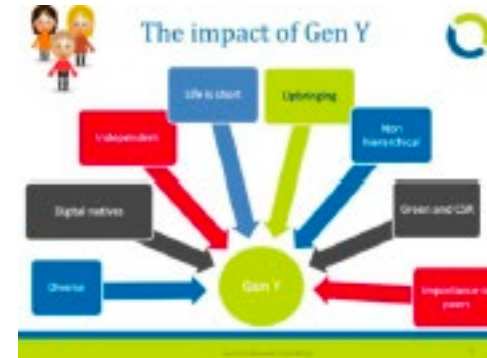 The impact of Gen Y
Life is short
Upbringing
Independent
Non
hierarchical
Digital natives
Green and CSR
Diverse
Gen Y
Importance
peers